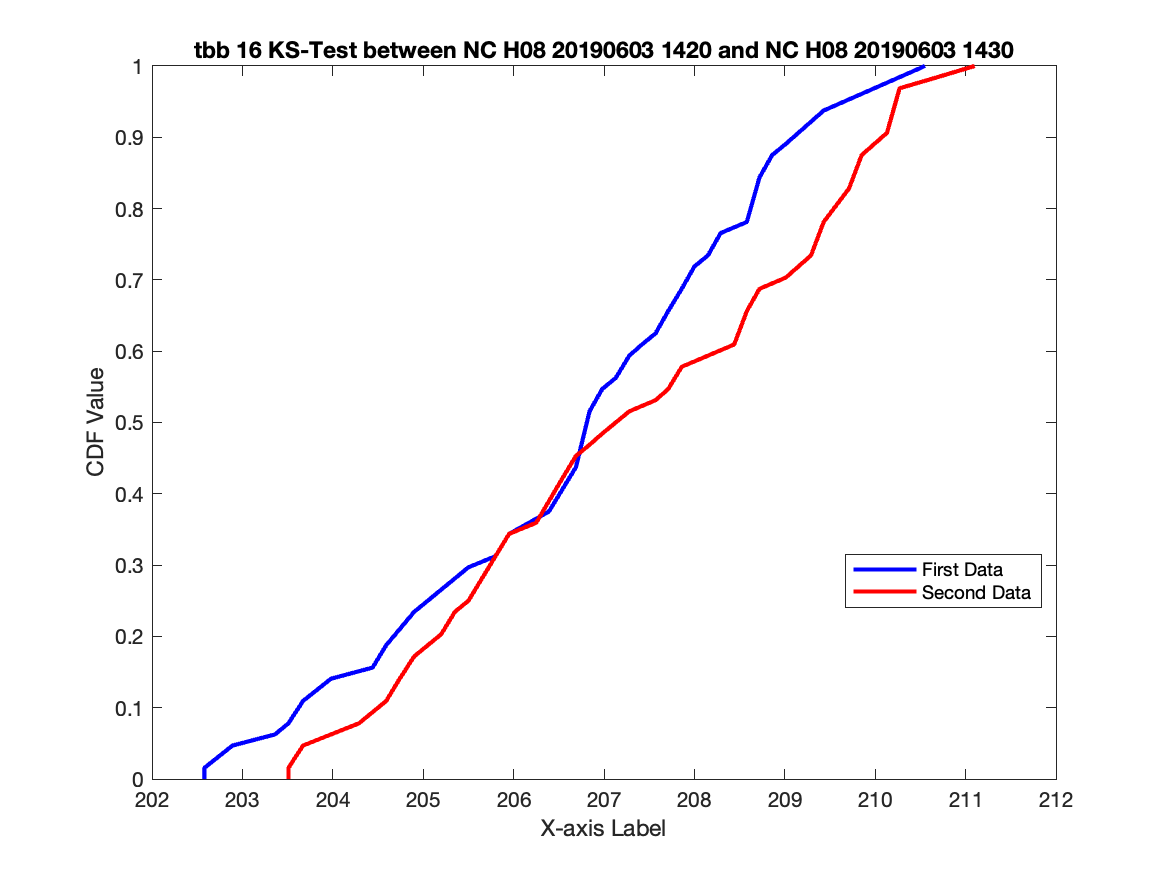 tbb 16 KS-Test between NC H08 20190603 1420 and NC H08 20190603 1430
1
0.9
0.8
0.7
0.6
0.5
0.4
0.3
0.2
0.1
0
CDF Value
First Data
Second Data
202 203 204 205 206 207 208 209 210 211 212
X-axis Label